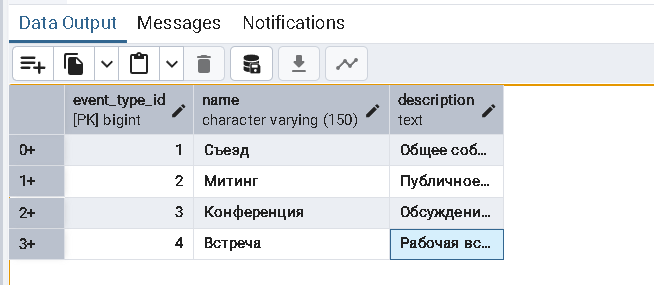 Data Output Messages Notifications
event_type_id name description
[PK] bigint character varying (150) text
0+ 1 Съезд Общее соб...
1+ 2 Митинг Публичное...
2+ 3 Конференция Обсуждени...
3+ 4 Встреча Рабочая вс...